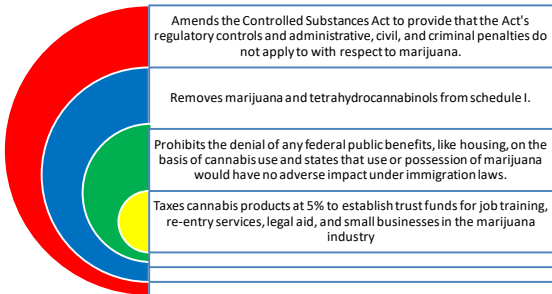 Amends the Controlled Substances Act to provide that the Act's
regulatory controls and administrative, civil, and criminal penalties do
not apply to with respect to marijuana.
Removes marijuana and tetrahydrocannabinols from schedule I.
Prohibits the denial of any federal public benefits, like housing, on the
basis of cannabis use and states that use or possession of marijuana
would have no adverse impact under immigration laws.
Taxes cannabis products at 5% to establish trust funds for job training,
re-entry services, legal aid, and small businesses in the marijuana
industry